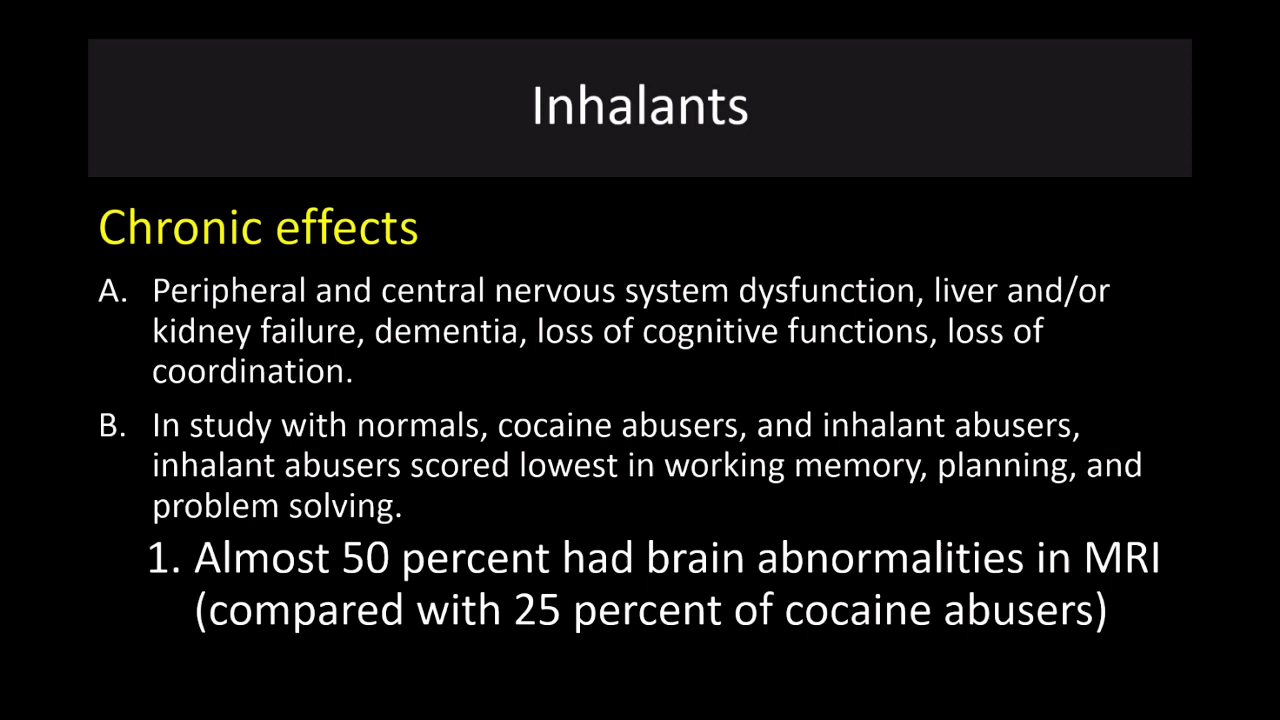 Inhalants
Chronic effects
A. Peripheral and central nervous system dysfunction, liver and/or
kidney failure, dementia, loss of cognitive functions, loss of
coordination.
B. In study with normals, cocaine abusers, and inhalant abusers,
inhalant abusers scored lowest in working memory, planning, and
problem solving.
1. Almost 50 percent had brain abnormalities in MRI
(compared with 25 percent of cocaine abusers)